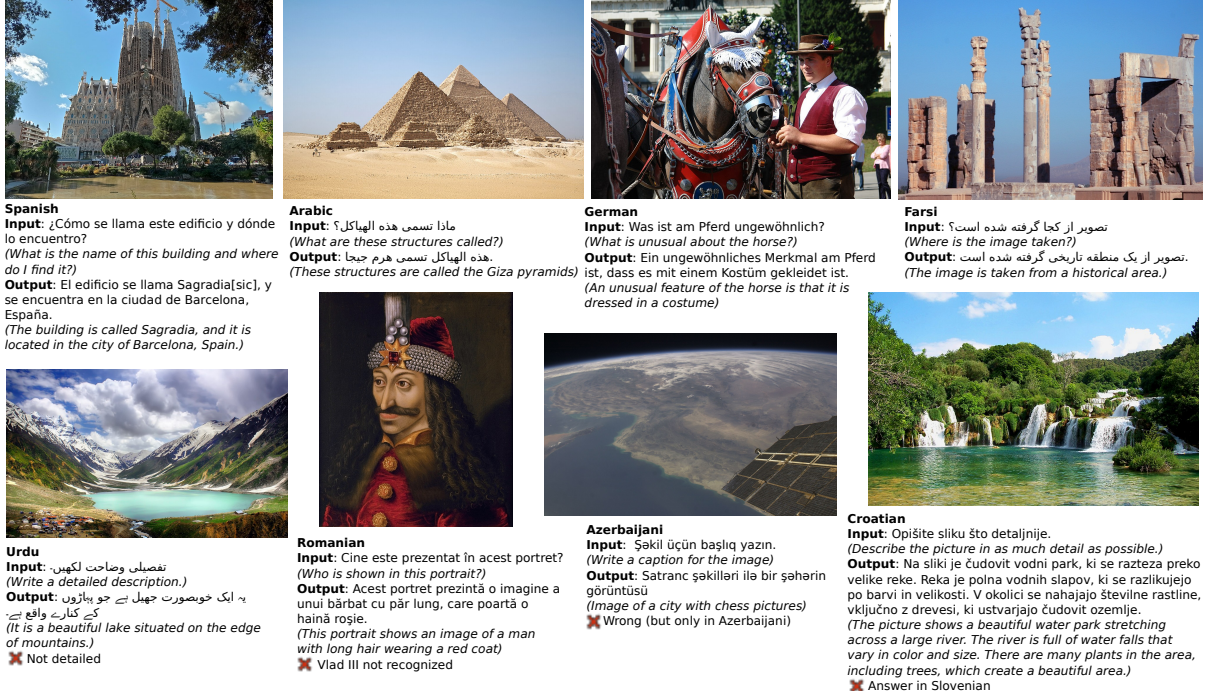 Spanish
Input: ¿Cómo se llama este edificio y dónde
lo encuentro?
(What is the name of this building and where
do I find it?)
Output: El edificio se llama Sagradia[sic], y
se encuentra en la ciudad de Barcelona,
España.
(The building is called Sagradia, and it is
located in the city of Barcelona, Spain.)
Arabic
Input: ماذا تسمى هذه الهياكل؟
(What are these structures called?)
Output: هذه الهياكل تسمى هرم جيجا.
(These structures are called the Giza pyramids)
German
Input: Was ist am Pferd ungewöhnlich?
(What is unusual about the horse?)
Output: Ein ungewöhnliches Merkmal am Pferd
ist, dass es mit einem Kostüm gekleidet ist.
(An unusual feature of the horse is that it is
dressed in a costume)
Farsi
Input: تصویر از کجا گرفته شده است؟
(Where is the image taken?)
Output: تصویر از یک منطقه تاریخی گرفته شده است.
(The image is taken from a historical area.)
Urdu
Input: تفصیلی وضاحت لکھیں۔
(Write a detailed description.)
Output: یہ ایک خوبصورت جھیل ہے جو پہاڑوں
کے کنارے واقع ہے۔
(It is a beautiful lake situated on the edge
of mountains.)
Not detailed
Romanian
Input: Cine este prezentat în acest portret?
(Who is shown in this portrait?)
Output: Acest portret prezintă o imagine a
unui bărbat cu păr lung, care poartă o
haină roșie.
(This portrait shows an image of a man
with long hair wearing a red coat)
Vlad III not recognized
Azerbaijani
Input: Şəkil üçün başlıq yazın.
(Write a caption for the image)
Output: Satranc şəkilləri ilə bir şəhərin
görüntüsü
(Image of a city with chess pictures)
Wrong (but only in Azerbaijani)
Croatian
Input: Opišite sliku što detaljnije.
(Describe the picture in as much detail as possible.)
Output: Na sliki je čudovit vodni park, ki se razteza preko
velike reke. Reka je polna vodnih slapov, ki se razlikujejo
po barvi in velikosti. V okolici se nahajajo številne rastline,
vključno z drevesi, ki ustvarjajo čudovit ozemlje.
(The picture shows a beautiful water park stretching
across a large river. The river is full of water falls that
vary in color and size. There are many plants in the area,
including trees, which create a beautiful area.)
Answer in Slovenian